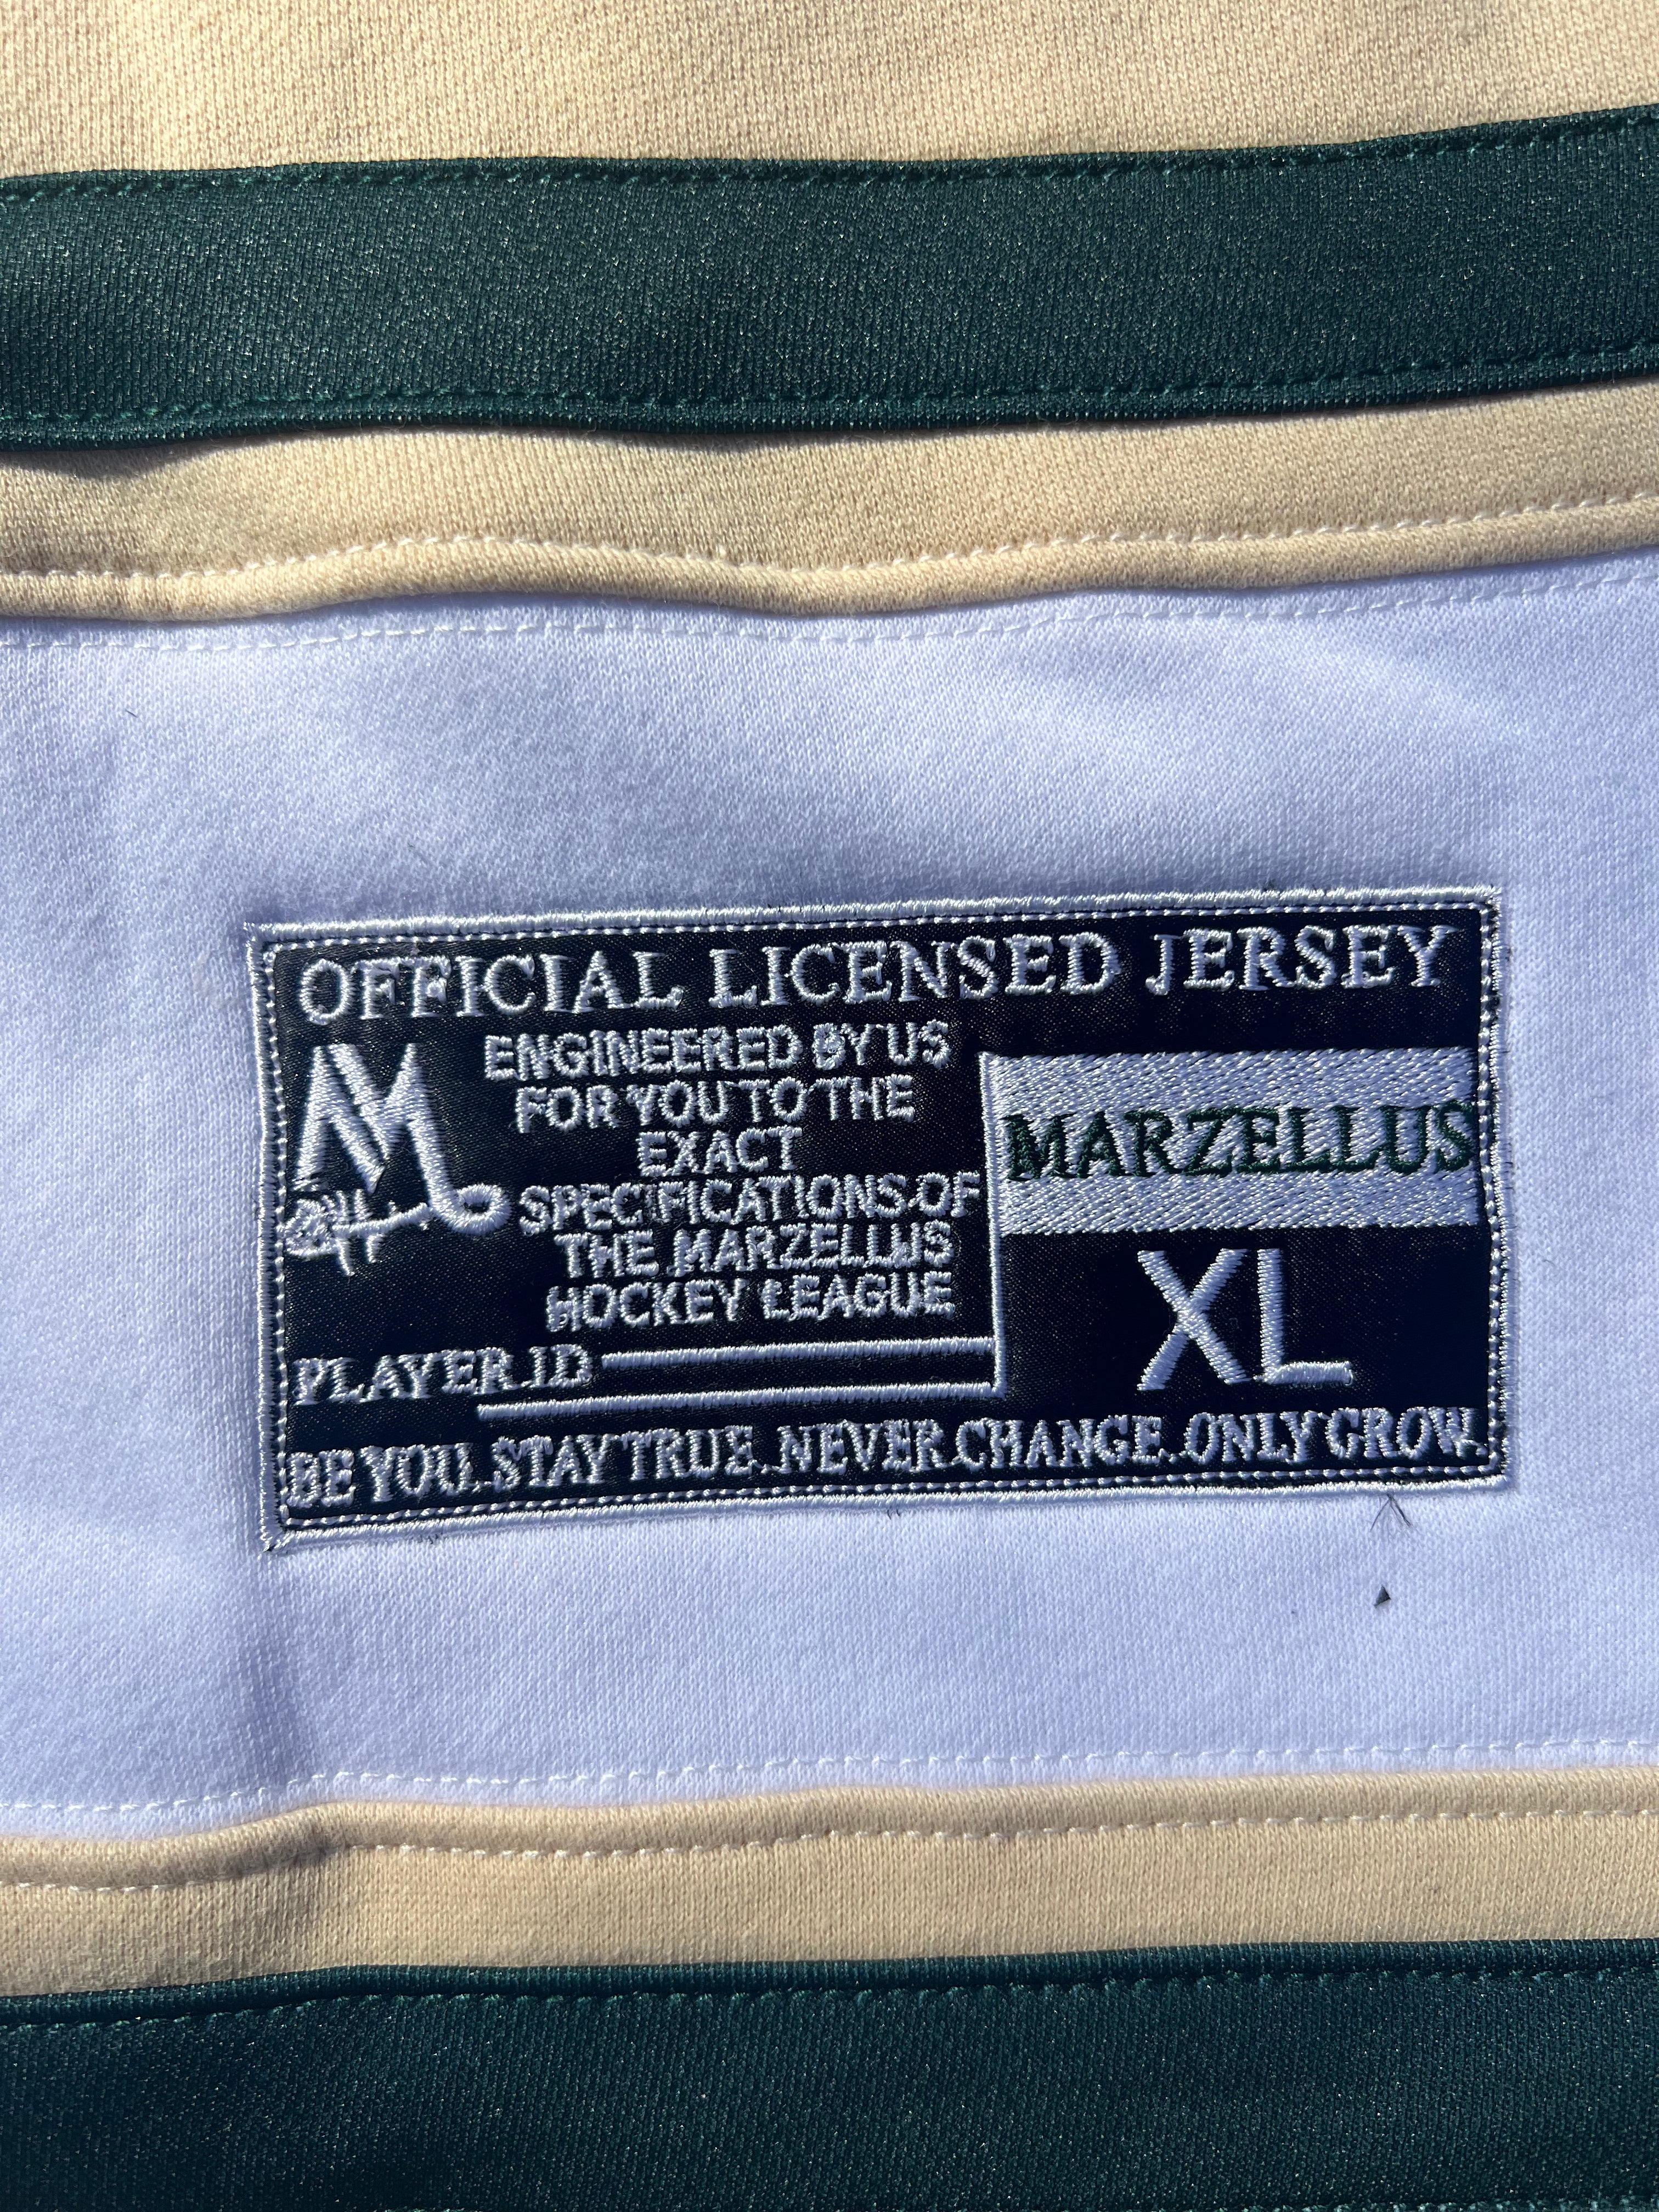 OFFICIAL LICENSED JERSEY
ENGINEERED BY US
FOR YOU TO THE
EXACT
SPECIFICATIONS OF
THE MARZELLUS
HOCKEY LEAGUE
MARZELLUS
XL
PLAYER ID
BE YOU. STAY TRUE. NEVER CHANGE. ONLY GROW.